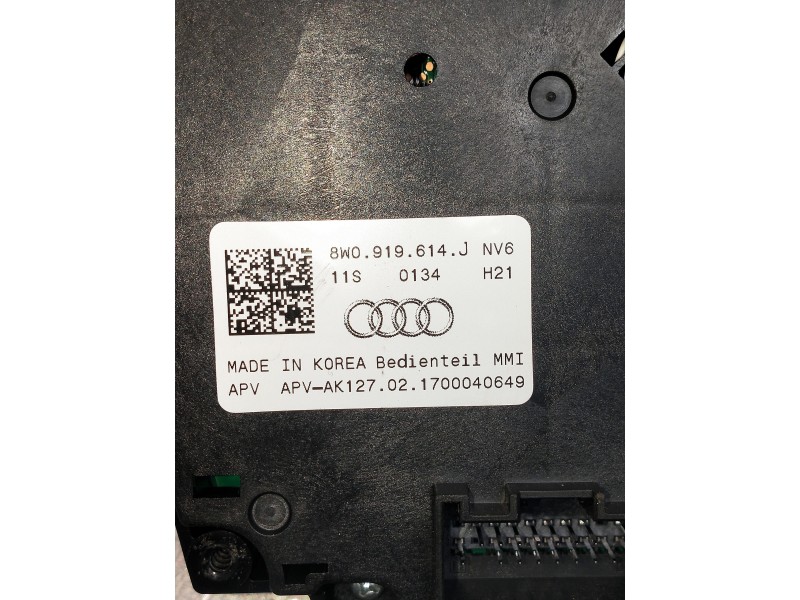 8W0.919.614.J NV6
11S 0134 H21
MADE IN KOREA Bedienteil MMI
APV APV-AK127.02.1700040649